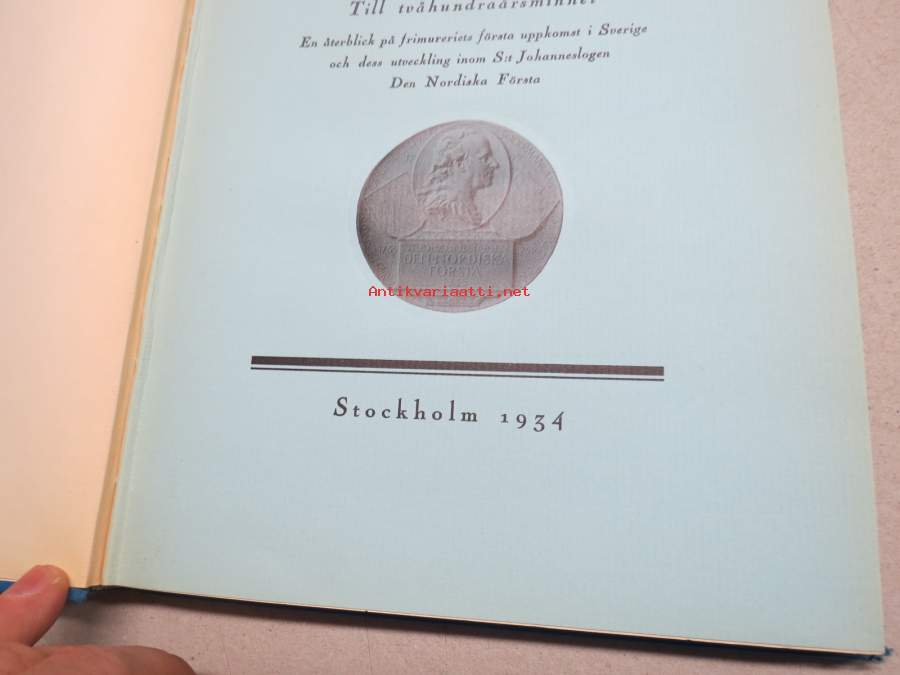 Till tvåhundraårsminnet
En återblick på frimureriets första uppkomst i Sverige
och dess utveckling inom S:t Johanneslogen
Den Nordiska Första
DEN NORDISKA
FÖRSTA
Antikvariaatti.net
Stockholm 1934